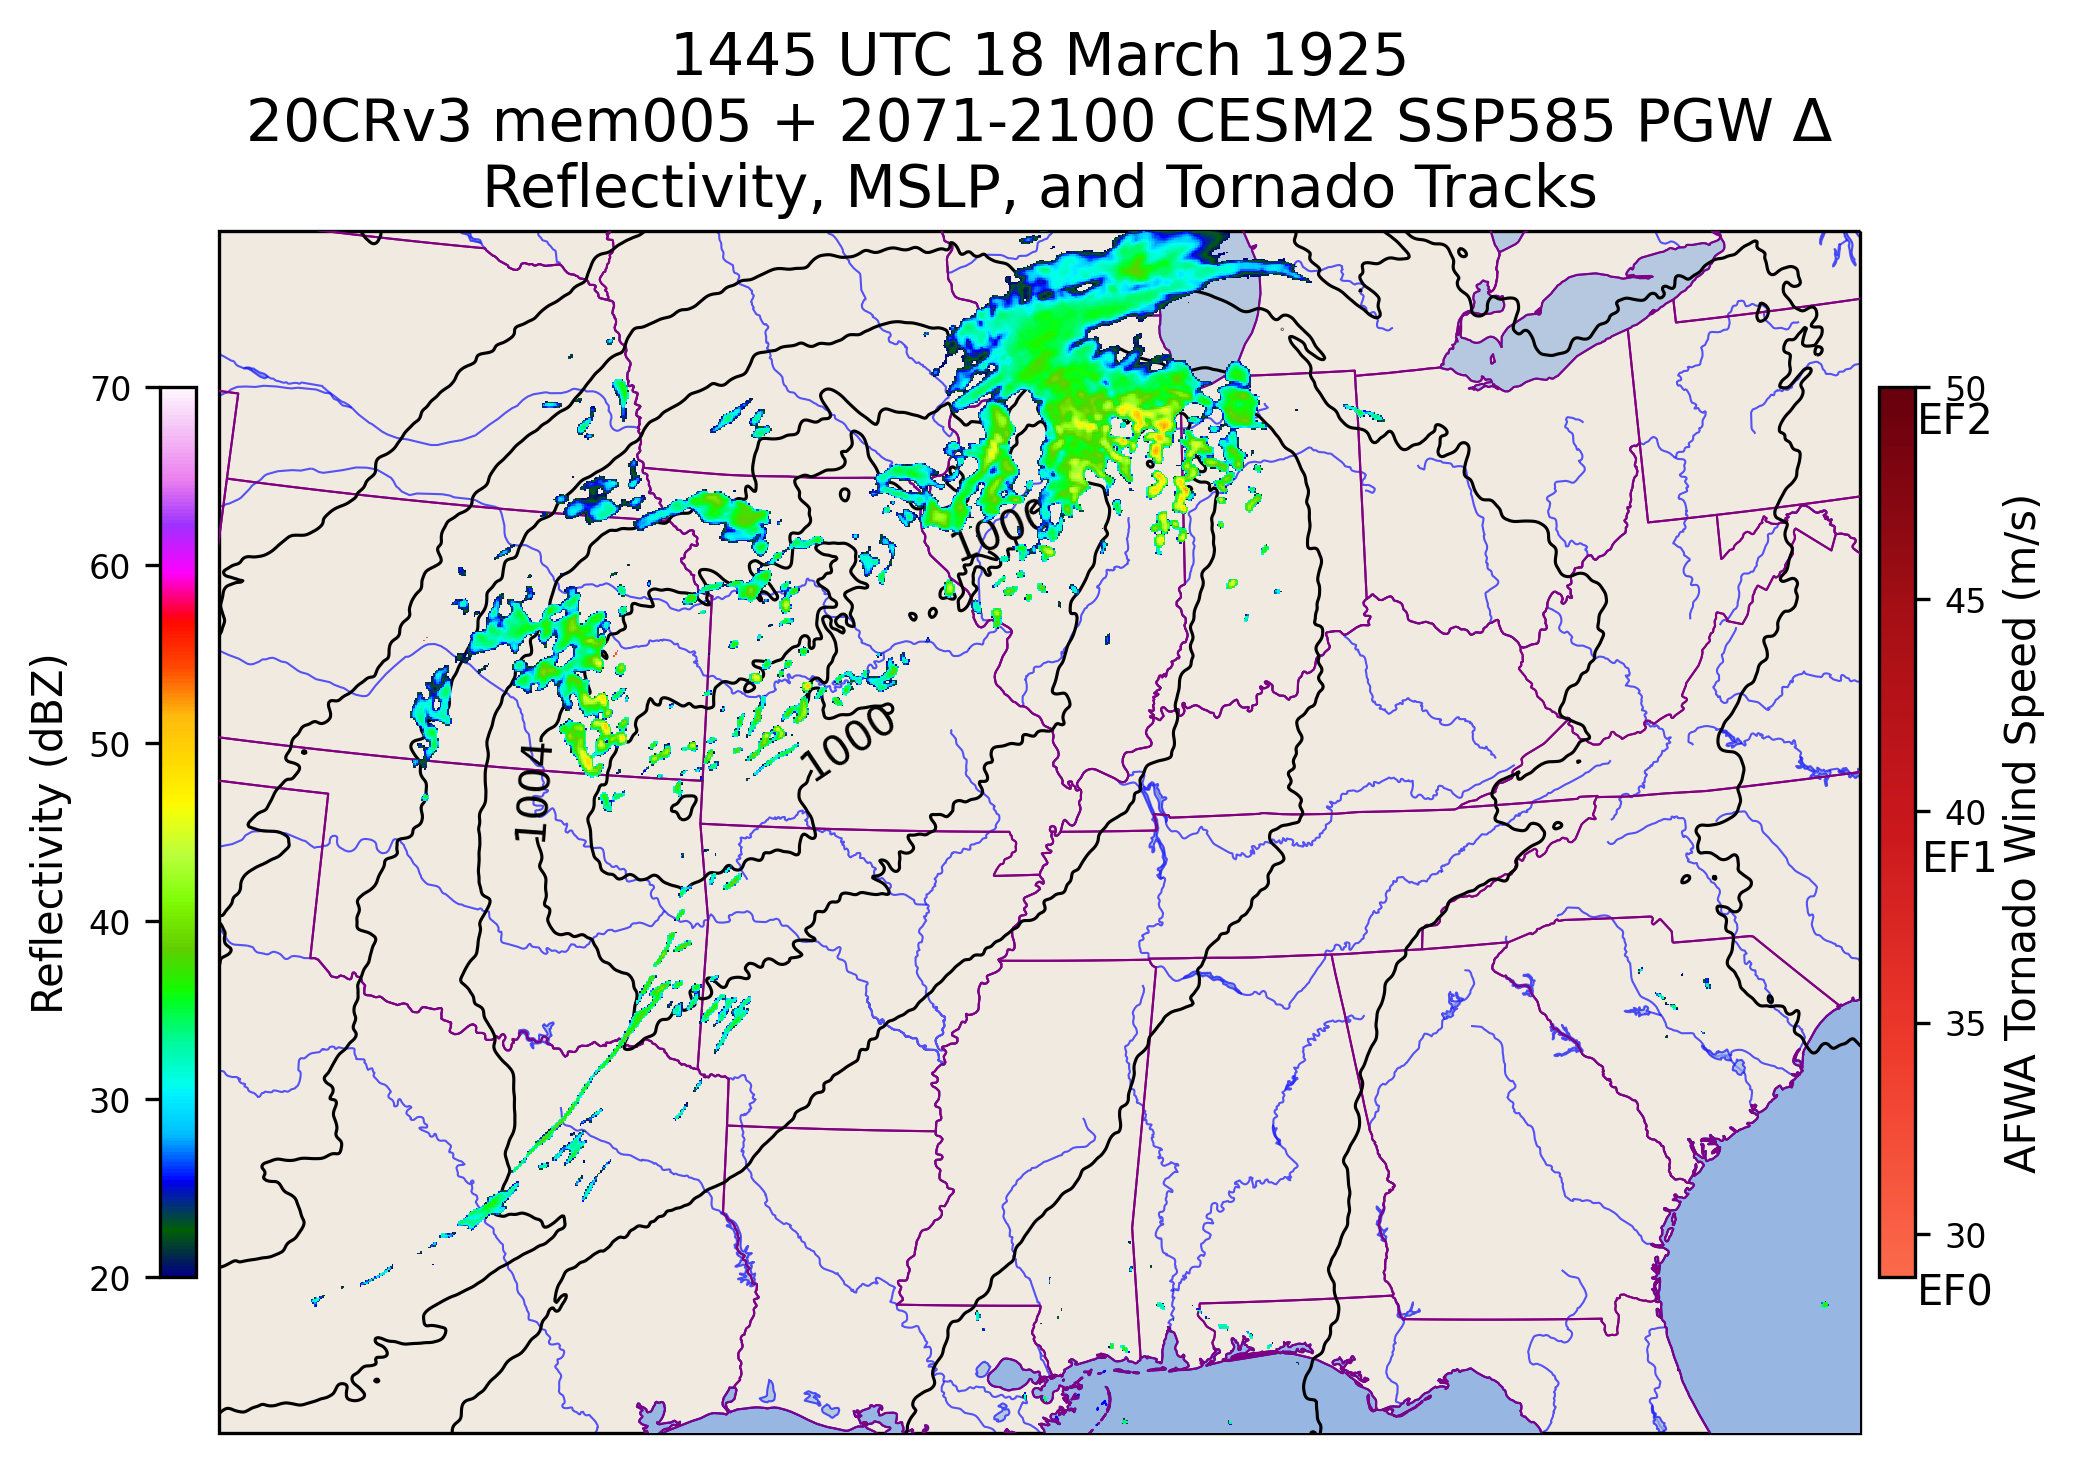 1445 UTC 18 March 1925
20CRv3 mem005 + 2071-2100 CESM2 SSP585 PGW Δ
Reflectivity, MSLP, and Tornado Tracks
70
60
50
40
30
20
Reflectivity (dBZ)
1006
1000
1004
50
EF2
45
40
EF1
35
30
EF0
AFWA Tornado Wind Speed (m/s)